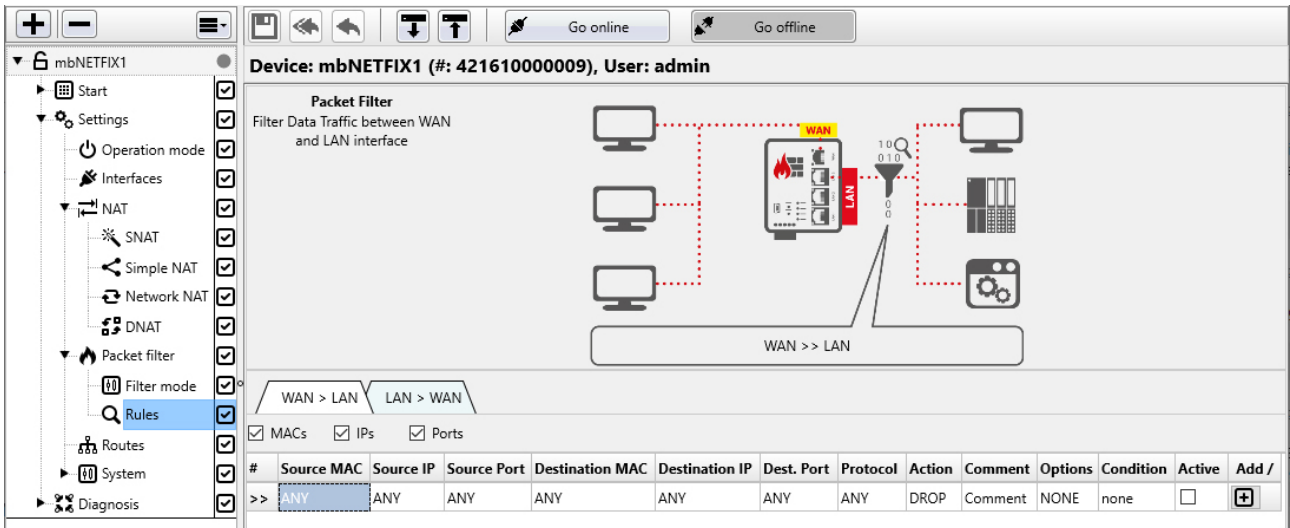 Go online
Go offline
mbNETFIX1
Device: mbNETFIX1 (#: 421610000009), User: admin
Start
Settings
Operation mode
Interfaces
NAT
SNAT
Simple NAT
Network NAT
DNAT
Packet filter
Filter mode
Rules
Routes
System
Diagnosis
Packet Filter
Filter Data Traffic between WAN
and LAN interface
WAN
LAN
10
010
0
00
WAN >> LAN
WAN > LAN LAN > WAN
MACs IPs Ports
# Source MAC Source IP Source Port Destination MAC Destination IP Dest. Port Protocol Action Comment Options Condition Active Add /
>> ANY ANY ANY ANY ANY ANY ANY DROP Comment NONE none